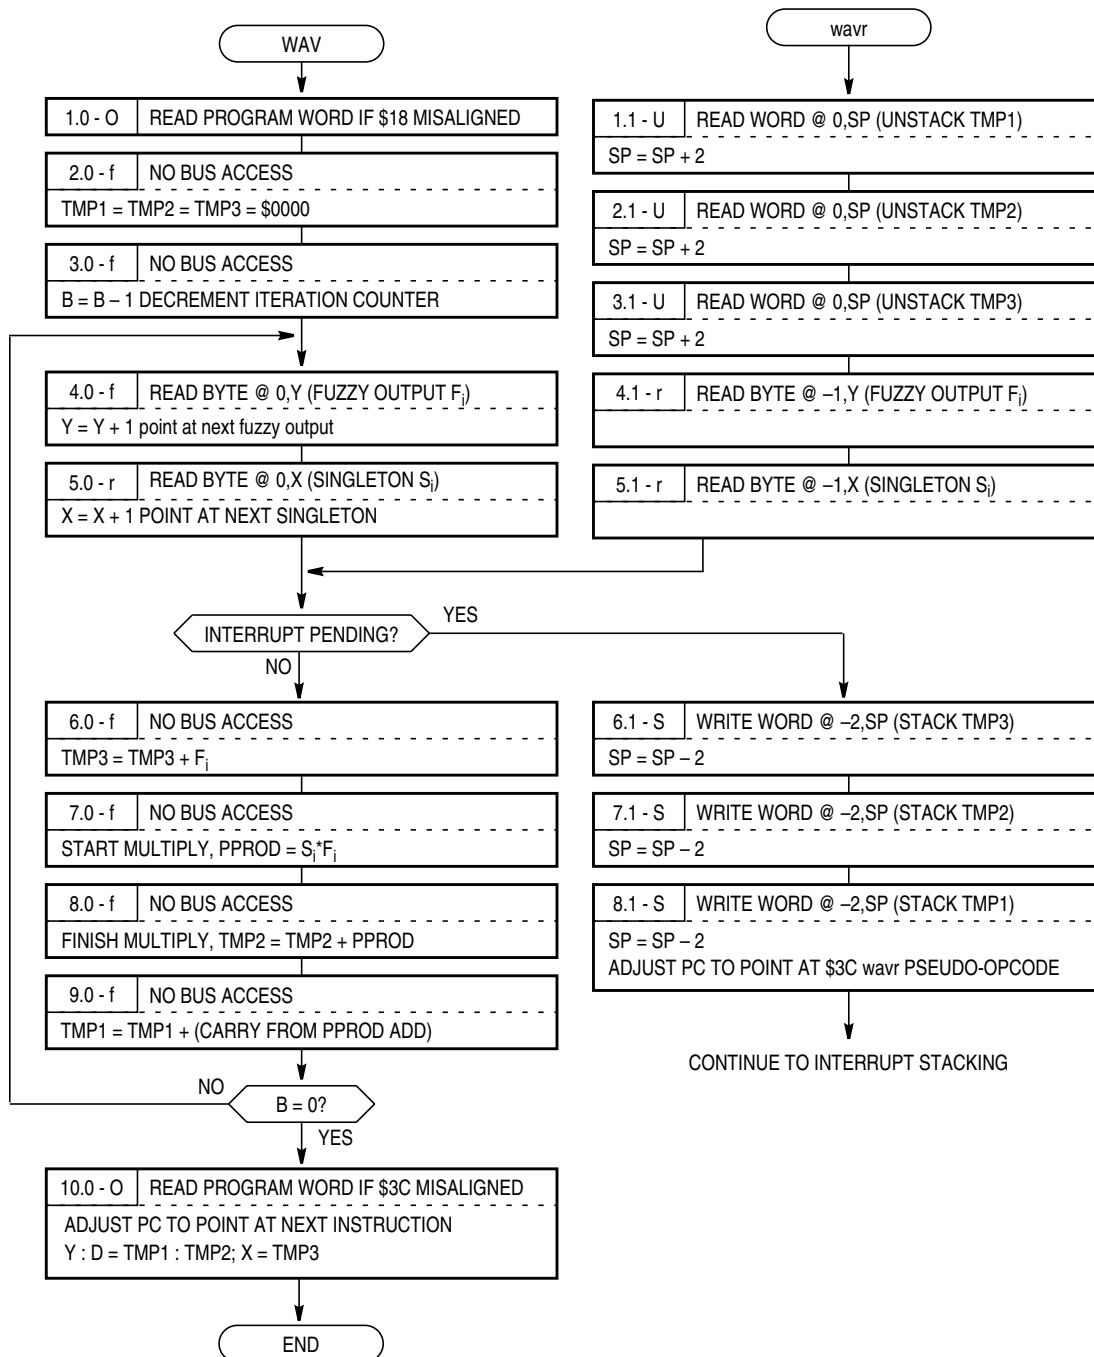 WAV
1.0 - O READ PROGRAM WORD IF $18 MISALIGNED
2.0 - f NO BUS ACCESS
TMP1 = TMP2 = TMP3 = $0000
3.0 - f NO BUS ACCESS
B = B – 1 DECREMENT ITERATION COUNTER
4.0 - f READ BYTE @ 0,Y (FUZZY OUTPUT Fi)
Y = Y + 1 point at next fuzzy output
5.0 - r READ BYTE @ 0,X (SINGLETON Si)
X = X + 1 POINT AT NEXT SINGLETON
wavr
1.1 - U READ WORD @ 0,SP (UNSTACK TMP1)
SP = SP + 2
2.1 - U READ WORD @ 0,SP (UNSTACK TMP2)
SP = SP + 2
3.1 - U READ WORD @ 0,SP (UNSTACK TMP3)
SP = SP + 2
4.1 - r READ BYTE @ –1,Y (FUZZY OUTPUT Fi)
5.1 - r READ BYTE @ –1,X (SINGLETON Si)
INTERRUPT PENDING?
YES
NO
6.0 - f NO BUS ACCESS
TMP3 = TMP3 + Fi
7.0 - f NO BUS ACCESS
START MULTIPLY, PPROD = Si*Fi
8.0 - f NO BUS ACCESS
FINISH MULTIPLY, TMP2 = TMP2 + PPROD
9.0 - f NO BUS ACCESS
TMP1 = TMP1 + (CARRY FROM PPROD ADD)
6.1 - S WRITE WORD @ –2,SP (STACK TMP3)
SP = SP – 2
7.1 - S WRITE WORD @ –2,SP (STACK TMP2)
SP = SP – 2
8.1 - S WRITE WORD @ –2,SP (STACK TMP1)
SP = SP – 2
ADJUST PC TO POINT AT $3C wavr PSEUDO-OPCODE
CONTINUE TO INTERRUPT STACKING
NO
B = 0?
YES
10.0 - O READ PROGRAM WORD IF $3C MISALIGNED
ADJUST PC TO POINT AT NEXT INSTRUCTION
Y : D = TMP1 : TMP2; X = TMP3
END